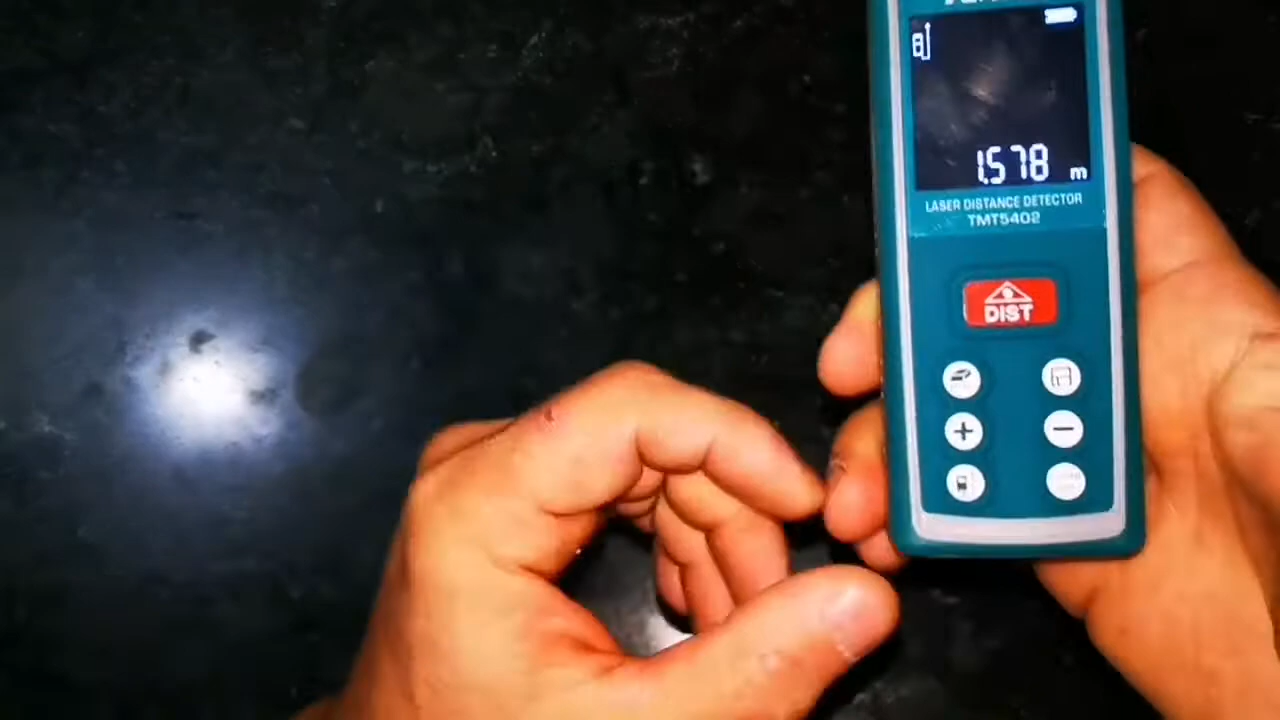 1.578 m
LASER DISTANCE DETECTOR
TMT5402
DIST
+ −